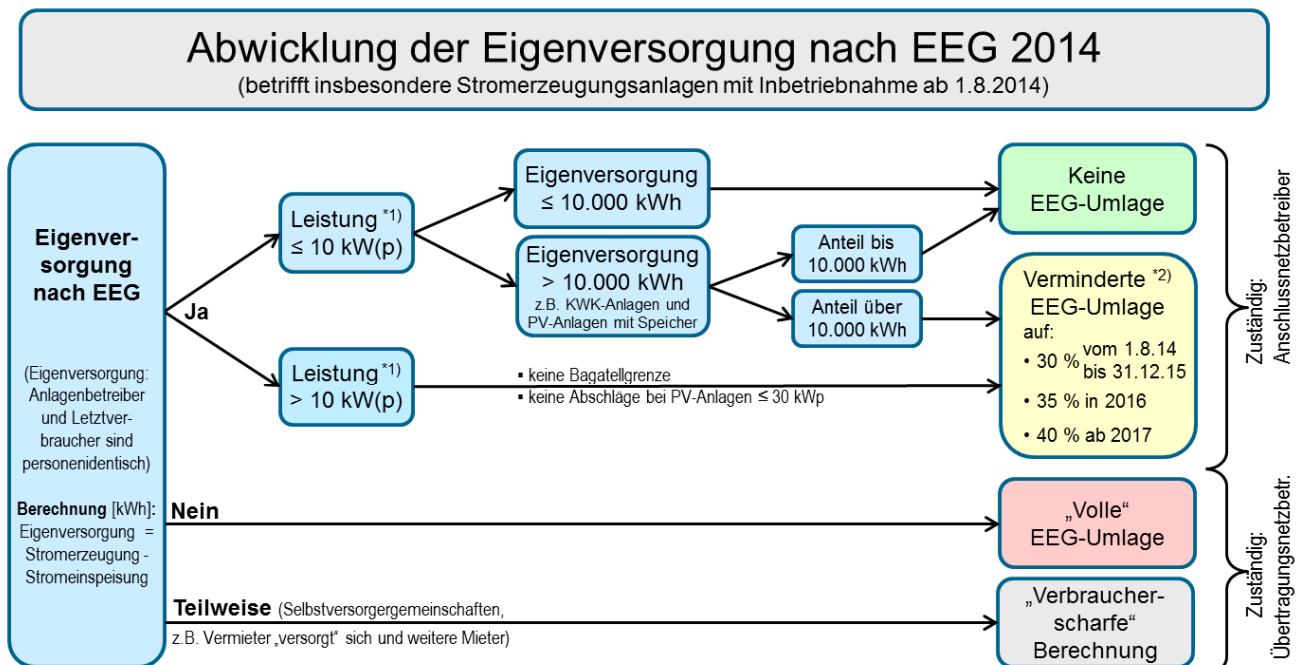 Abwicklung der Eigenversorgung nach EEG 2014
(betrifft insbesondere Stromerzeugungsanlagen mit Inbetriebnahme ab 1.8.2014)
Eigenver-
sorgung
nach EEG
(Eigenversorgung:
Anlagenbetreiber
und Letztver-
braucher sind
personenidentisch)
Berechnung [kWh]:
Eigenversorgung =
Stromerzeugung -
Stromeinspeisung
Ja
Leistung *1)
≤ 10 kW(p)
Eigenversorgung
≤ 10.000 kWh
Eigenversorgung
> 10.000 kWh
z.B. KWK-Anlagen und
PV-Anlagen mit Speicher
Anteil bis
10.000 kWh
Anteil über
10.000 kWh
Leistung *1)
> 10 kW(p)
▪ keine Bagatellgrenze
▪ keine Abschläge bei PV-Anlagen ≤ 30 kWp
Keine
EEG-Umlage
Verminderte *2)
EEG-Umlage
auf:
• 30 % vom 1.8.14
bis 31.12.15
• 35 % in 2016
• 40 % ab 2017
Zuständig:
Anschlussnetzbetreiber
Nein
„Volle“
EEG-Umlage
Teilweise (Selbstversorgergemeinschaften,
z.B. Vermieter „versorgt“ sich und weitere Mieter)
„Verbraucher-
scharfe“
Berechnung
Zuständig:
Übertragungsnetzbetr.